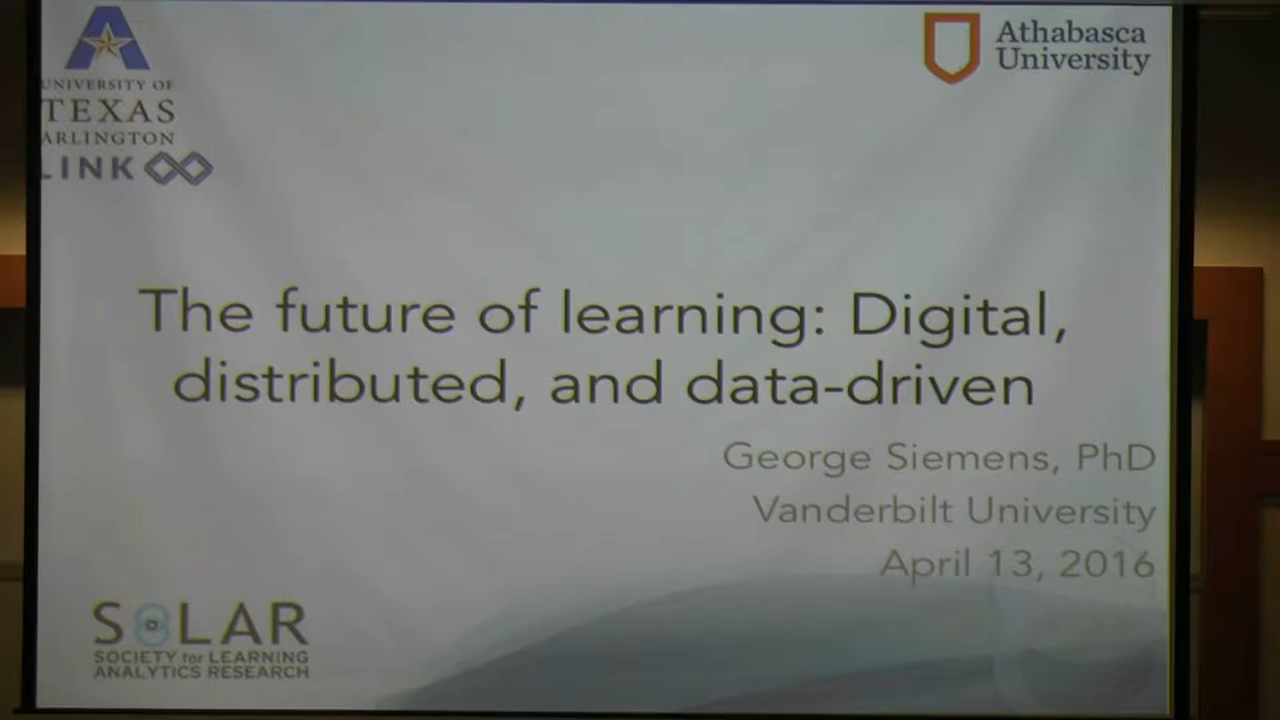 UNIVERSITY OF
TEXAS
ARLINGTON
LINK
Athabasca
University
The future of learning: Digital,
distributed, and data-driven
George Siemens, PhD
Vanderbilt University
April 13, 2016
SOLAR
SOCIETY for LEARNING
ANALYTICS RESEARCH